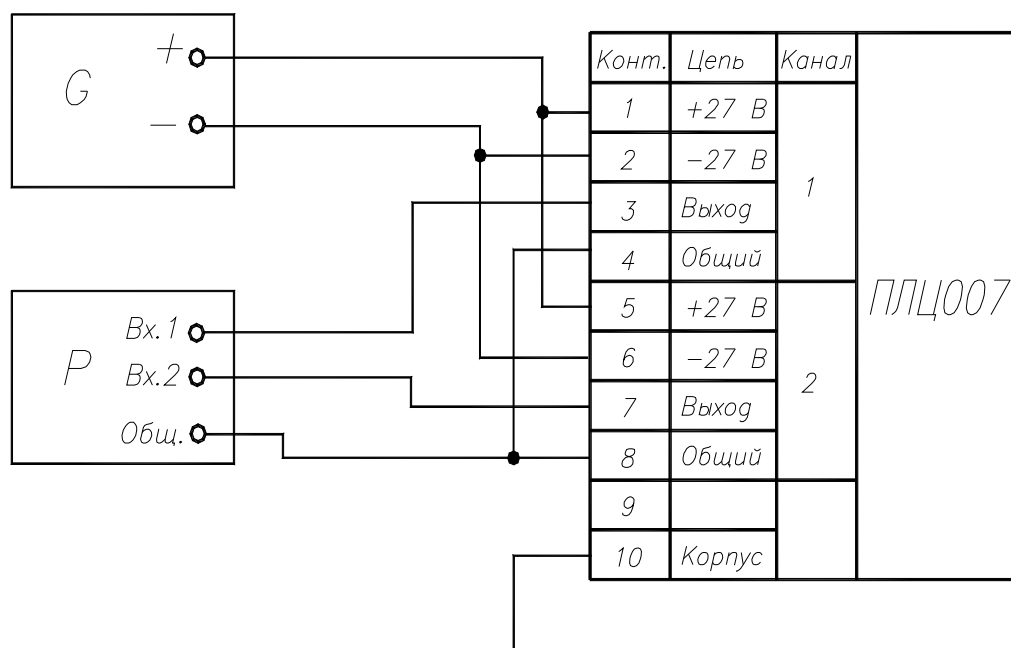 G
+
−
P
Вх.1
Вх.2
Общ.
Конт. Цепь Канал
1 +27 В
2 −27 В
3 Выход
4 Общий
1
5 +27 В
6 −27 В
7 Выход
8 Общий
2
9
10 Корпус
ПЛЦ007